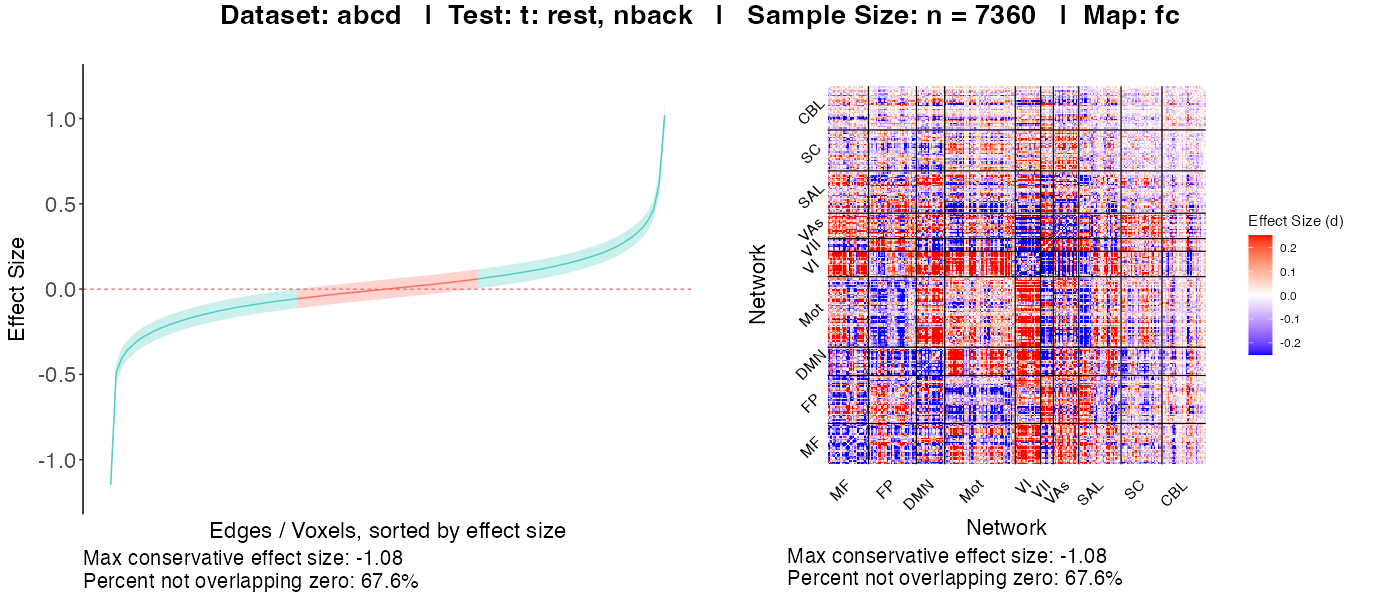 Dataset: abcd | Test: t: rest, nback | Sample Size: n = 7360 | Map: fc
Effect Size
1.0
0.5
0.0
-0.5
-1.0
Edges / Voxels, sorted by effect size
Max conservative effect size: -1.08
Percent not overlapping zero: 67.6%
Network
CBL
SC
SAL
VAs
VII
VI
Mot
DMN
FP
MF
MF
FP
DMN
Mot
VI
VII
VAs
SAL
SC
CBL
Network
Max conservative effect size: -1.08
Percent not overlapping zero: 67.6%
Effect Size (d)
0.2
0.1
0.0
-0.1
-0.2